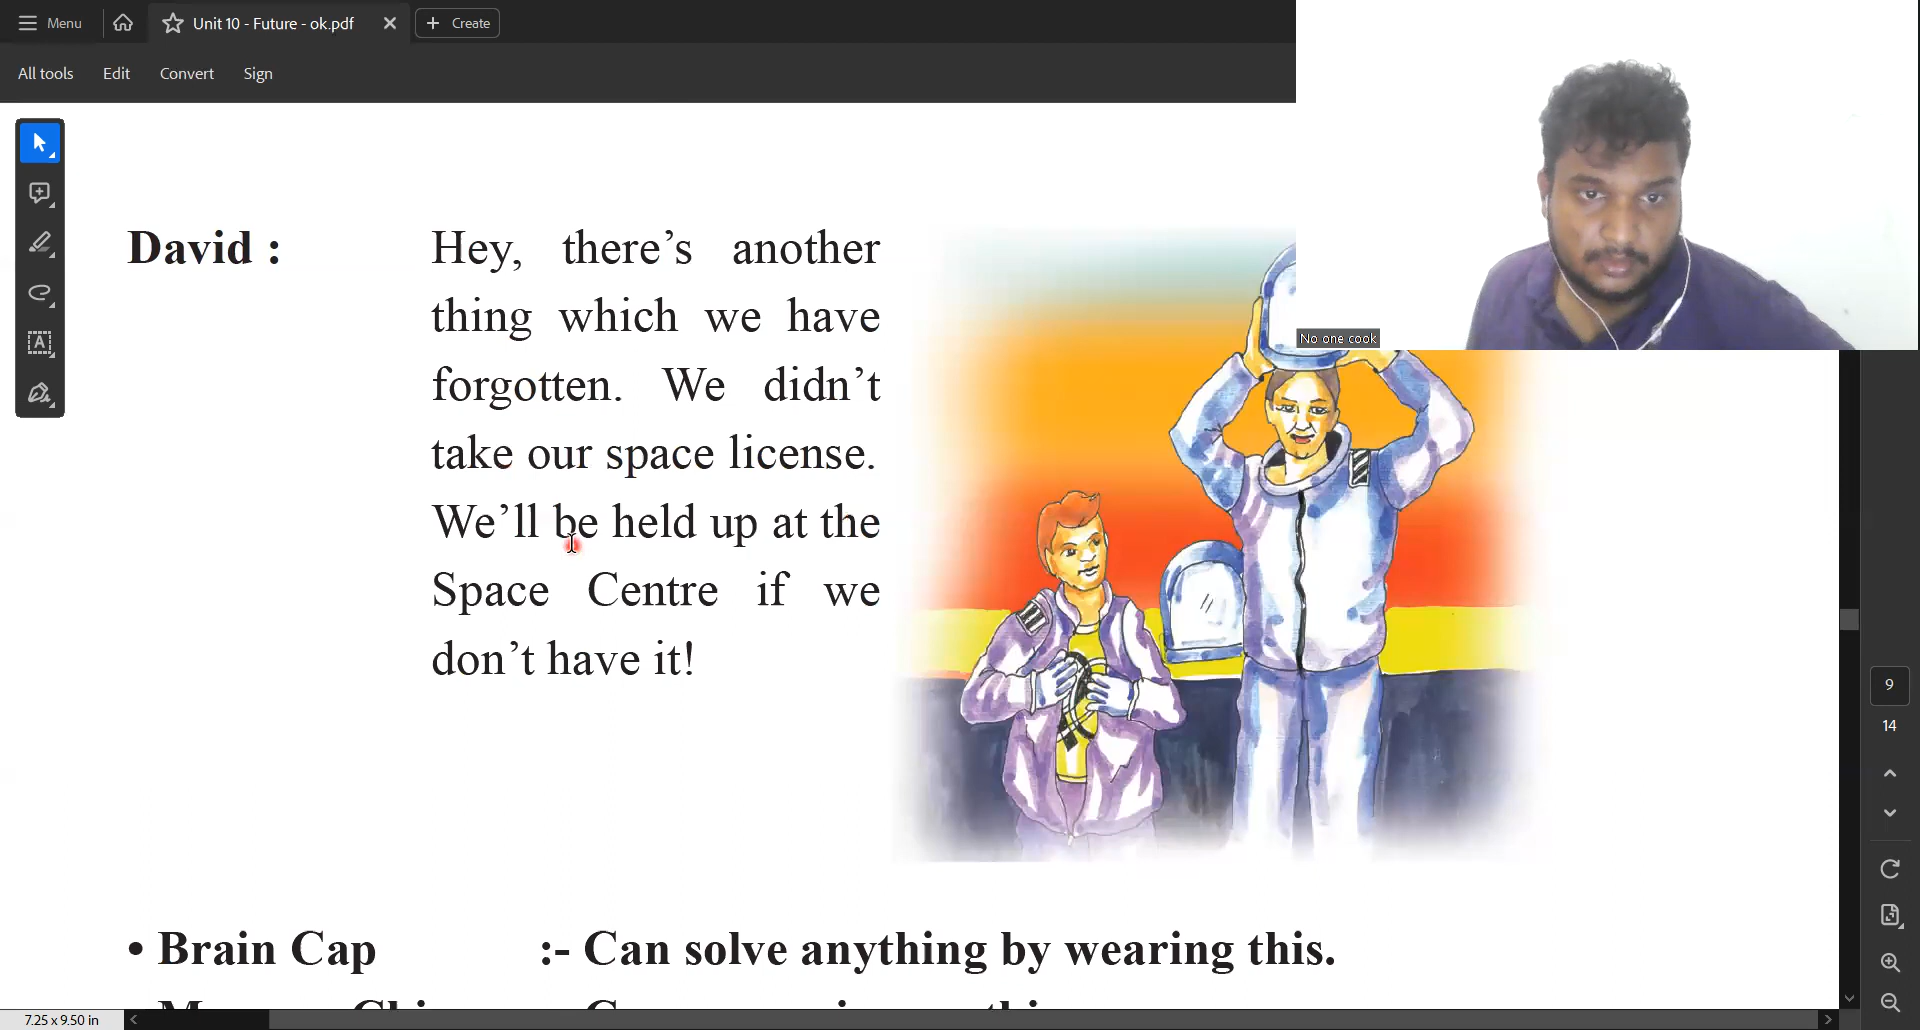 Menu
Unit 10 - Future - ok.pdf
Create
All tools
Edit
Convert
Sign
No one cook
David :
Hey, there's another
thing which we have
forgotten. We didn't
take our space license.
We'll be held up at the
Space Centre if we
don't have it!
9
14
• Brain Cap :- Can solve anything by wearing this.
7.25 x 9.50 in